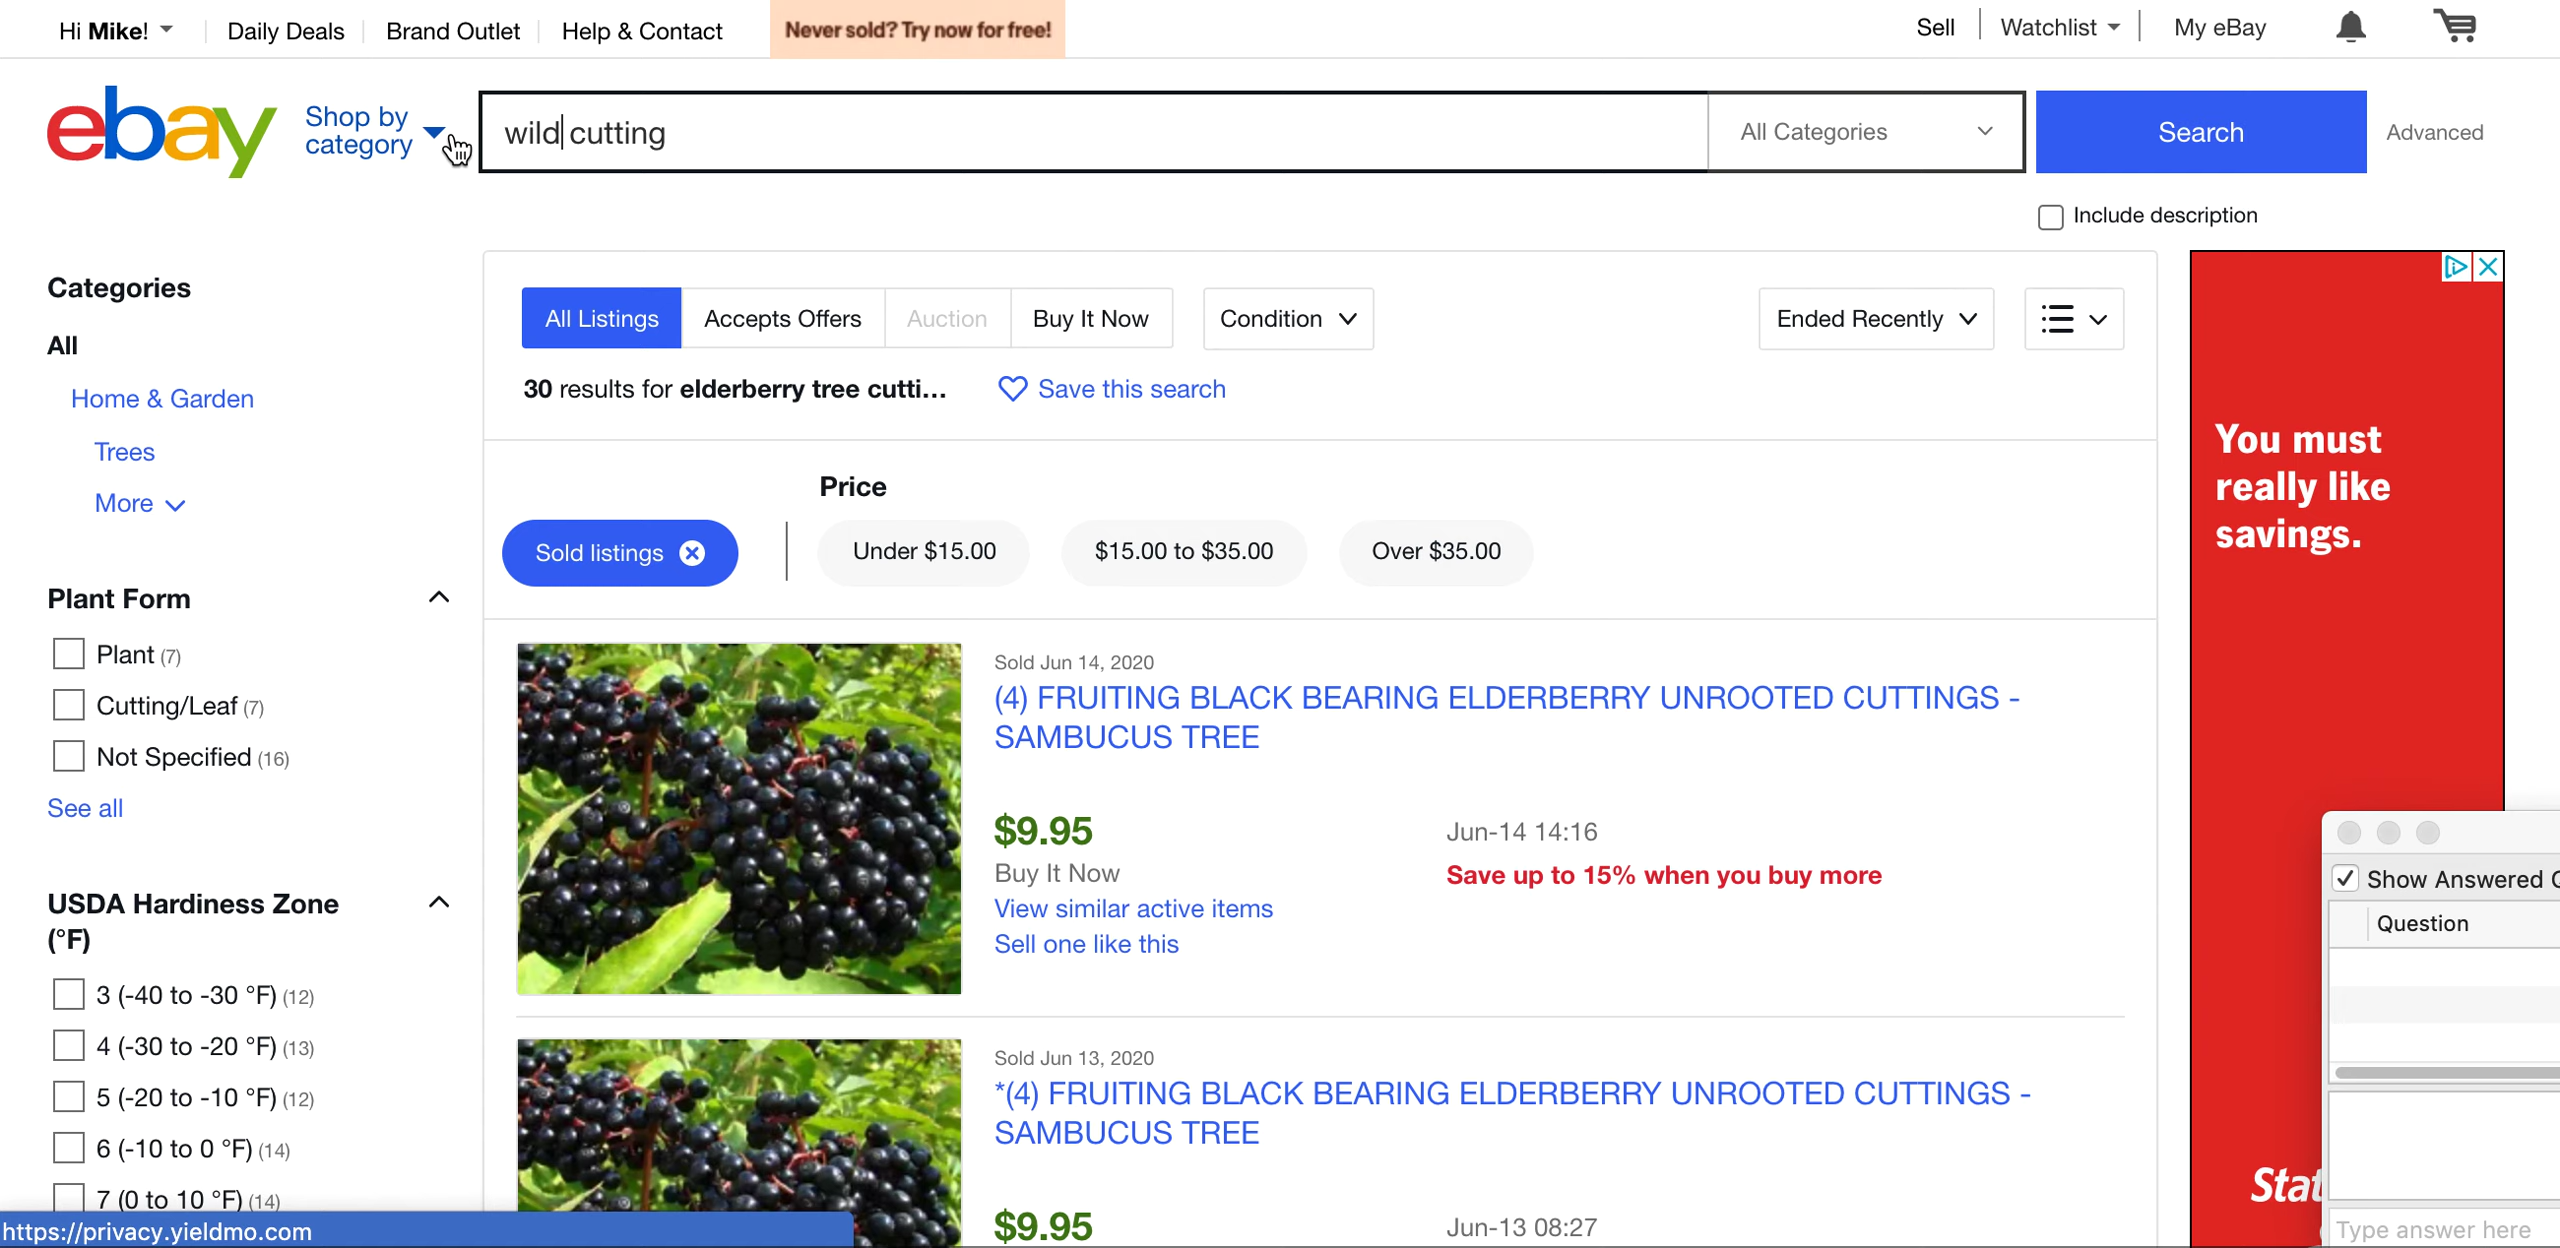 Hi Mike!
Daily Deals
Brand Outlet
Help & Contact
Never sold? Try now for free!
Sell
Watchlist
My eBay
ebay
Shop by
category
wild cutting
All Categories
Search
Advanced
Include description
Categories
All
Home & Garden
Trees
More
Plant Form
Plant (7)
Cutting/Leaf (7)
Not Specified (16)
See all
USDA Hardiness Zone
(°F)
3 (-40 to -30 °F) (12)
4 (-30 to -20 °F) (13)
5 (-20 to -10 °F) (12)
6 (-10 to 0 °F) (14)
7 (0 to 10 °F) (14)
https://privacy.yieldmo.com
All Listings
Accepts Offers
Auction
Buy It Now
Condition
Ended Recently
30 results for elderberry tree cutti...
Save this search
Price
Sold listings
Under $15.00
$15.00 to $35.00
Over $35.00
Sold Jun 14, 2020
(4) FRUITING BLACK BEARING ELDERBERRY UNROOTED CUTTINGS -
SAMBUCUS TREE
$9.95
Jun-14 14:16
Buy It Now
Save up to 15% when you buy more
View similar active items
Sell one like this
Sold Jun 13, 2020
*(4) FRUITING BLACK BEARING ELDERBERRY UNROOTED CUTTINGS -
SAMBUCUS TREE
$9.95
Jun-13 08:27
You must
really like
savings.
Stat
Show Answered
Question
Type answer here